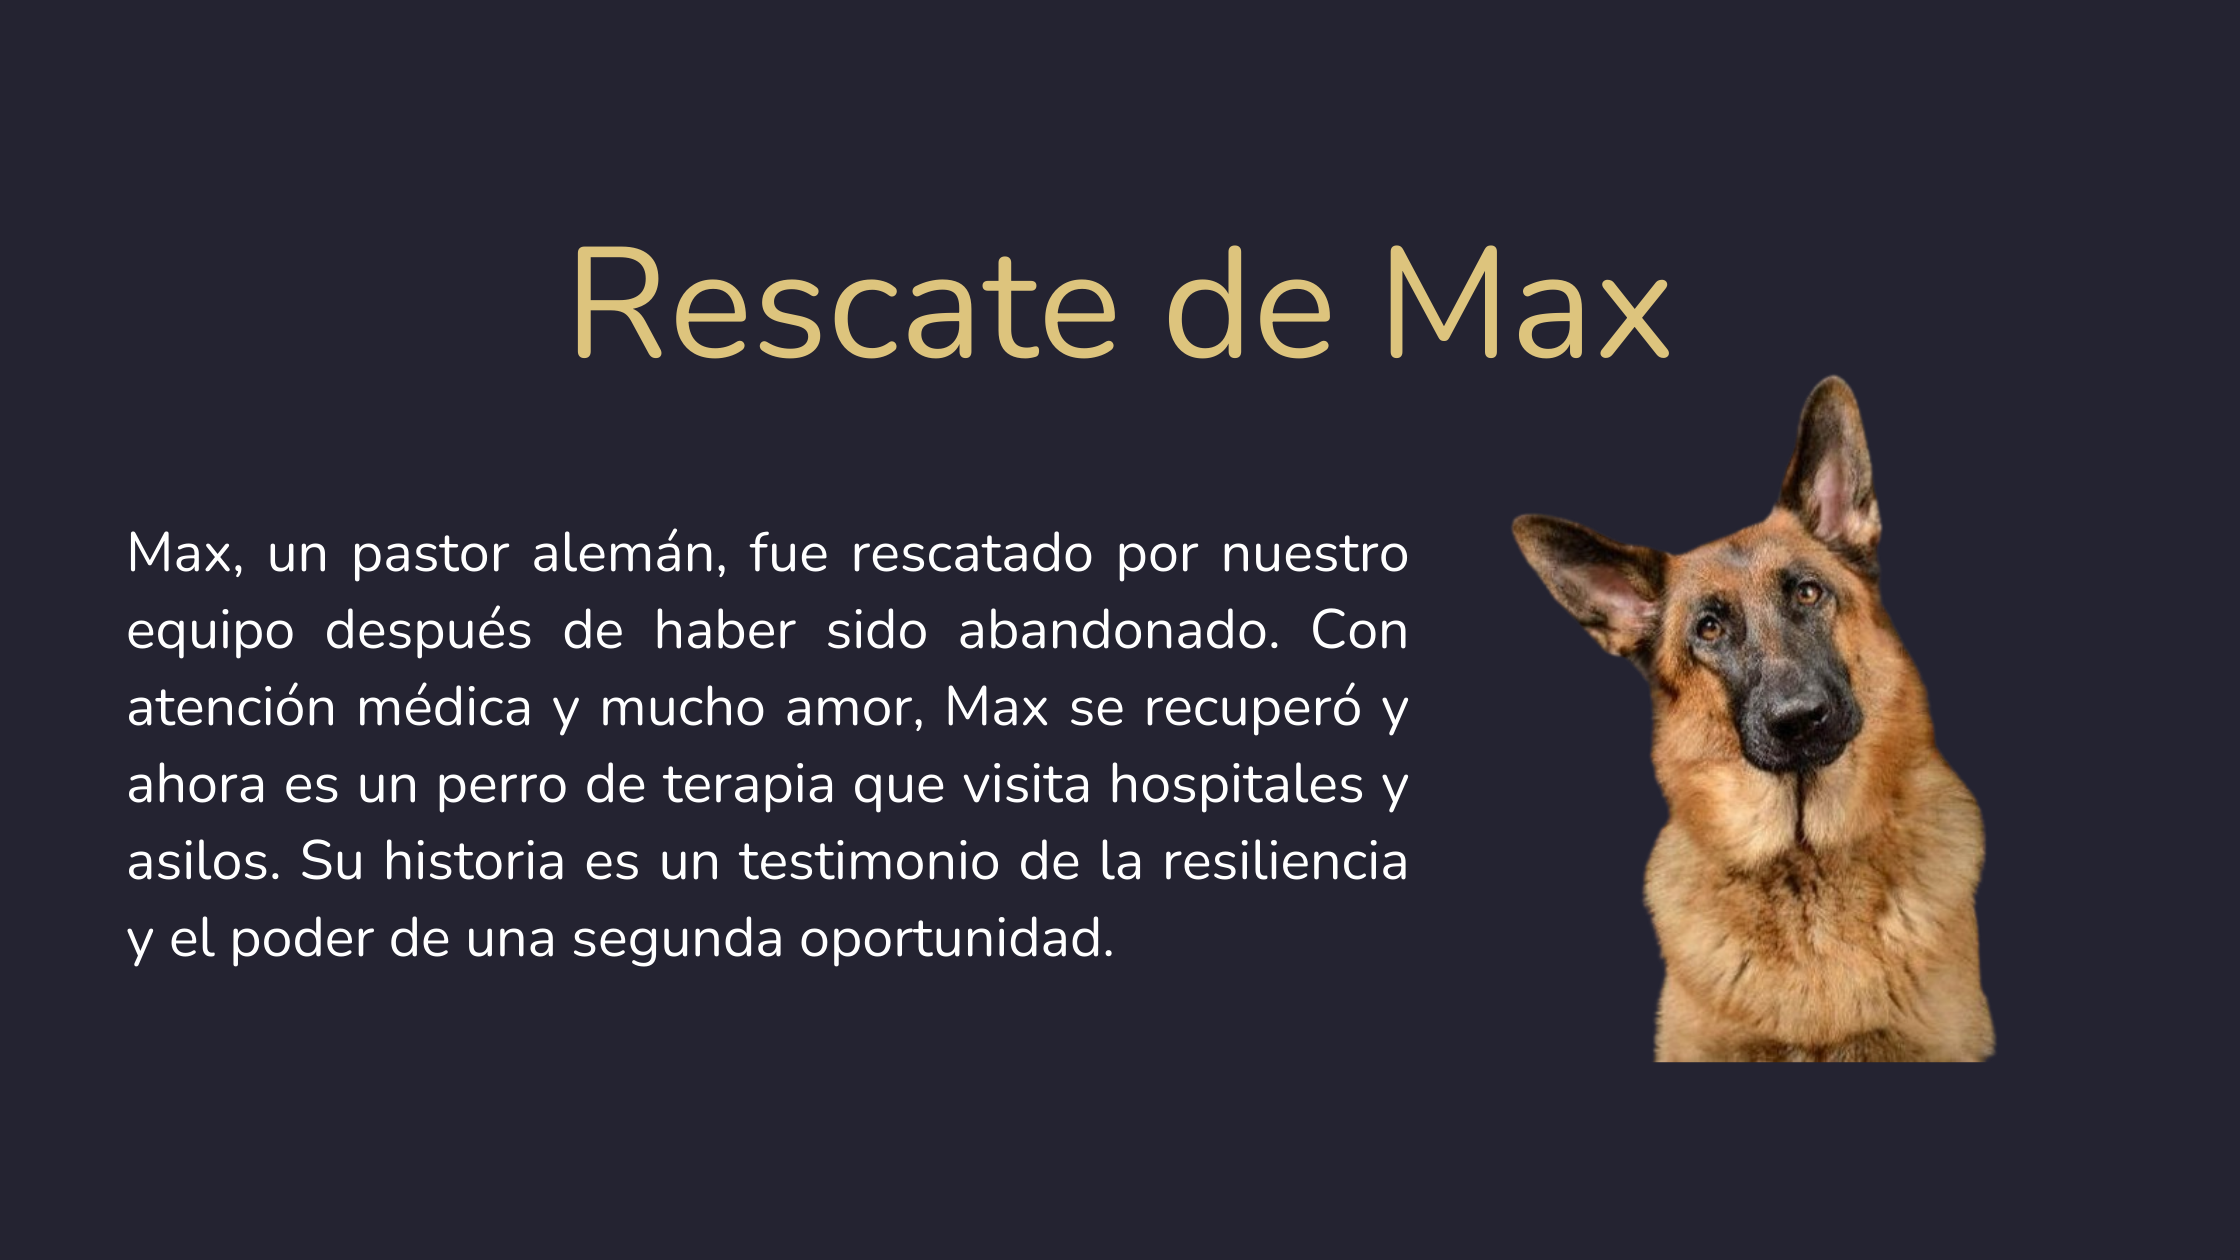 Rescate de Max
Max, un pastor alemán, fue rescatado por nuestro
equipo después de haber sido abandonado. Con
atención médica y mucho amor, Max se recuperó y
ahora es un perro de terapia que visita hospitales y
asilos. Su historia es un testimonio de la resiliencia
y el poder de una segunda oportunidad.